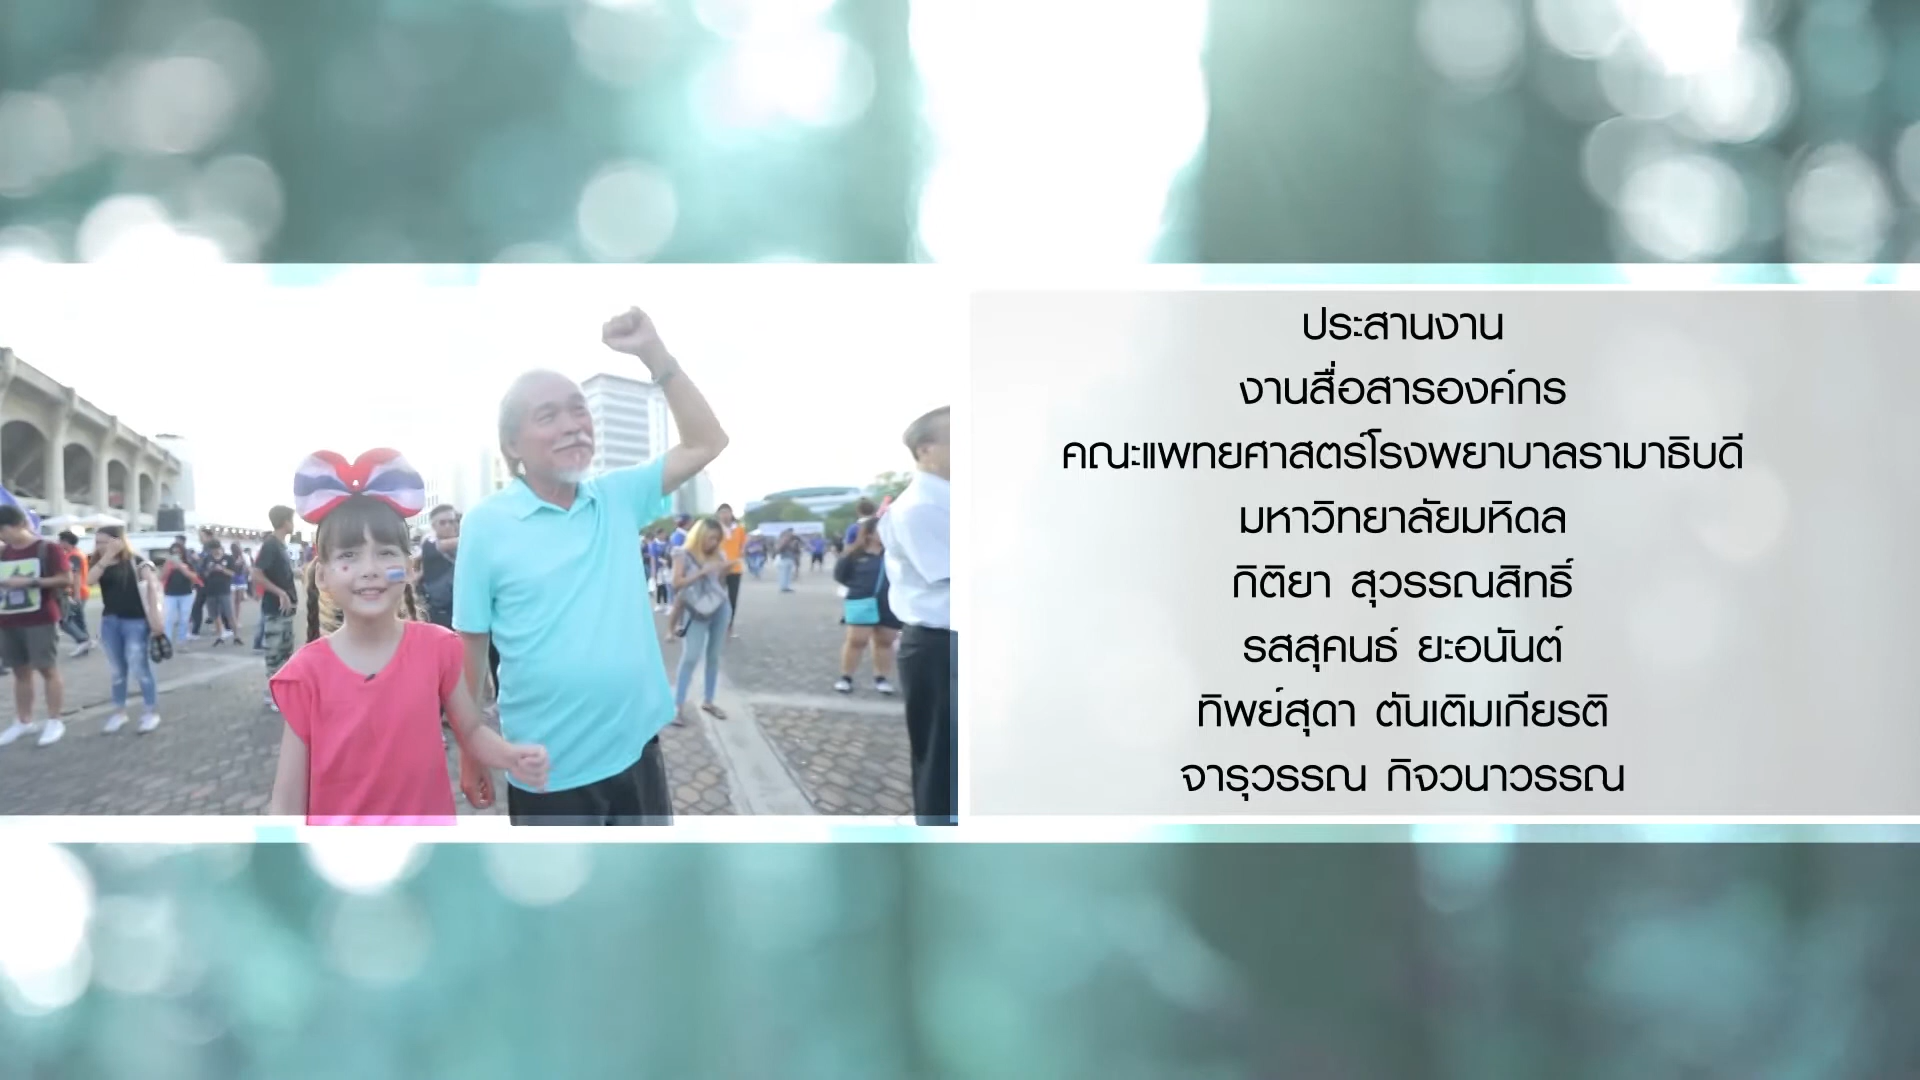 ประสานงาน
งานสื่อสารองค์กร
คณะแพทยศาสตร์โรงพยาบาลรามาธิบดี
มหาวิทยาลัยมหิดล
กิติยา สุวรรณสิทธิ์
รสสุคนธ์ ยะอนันต์
ทิพย์สุดา ตันเติมเกียรติ
จารุวรรณ กิจวนาวรรณ